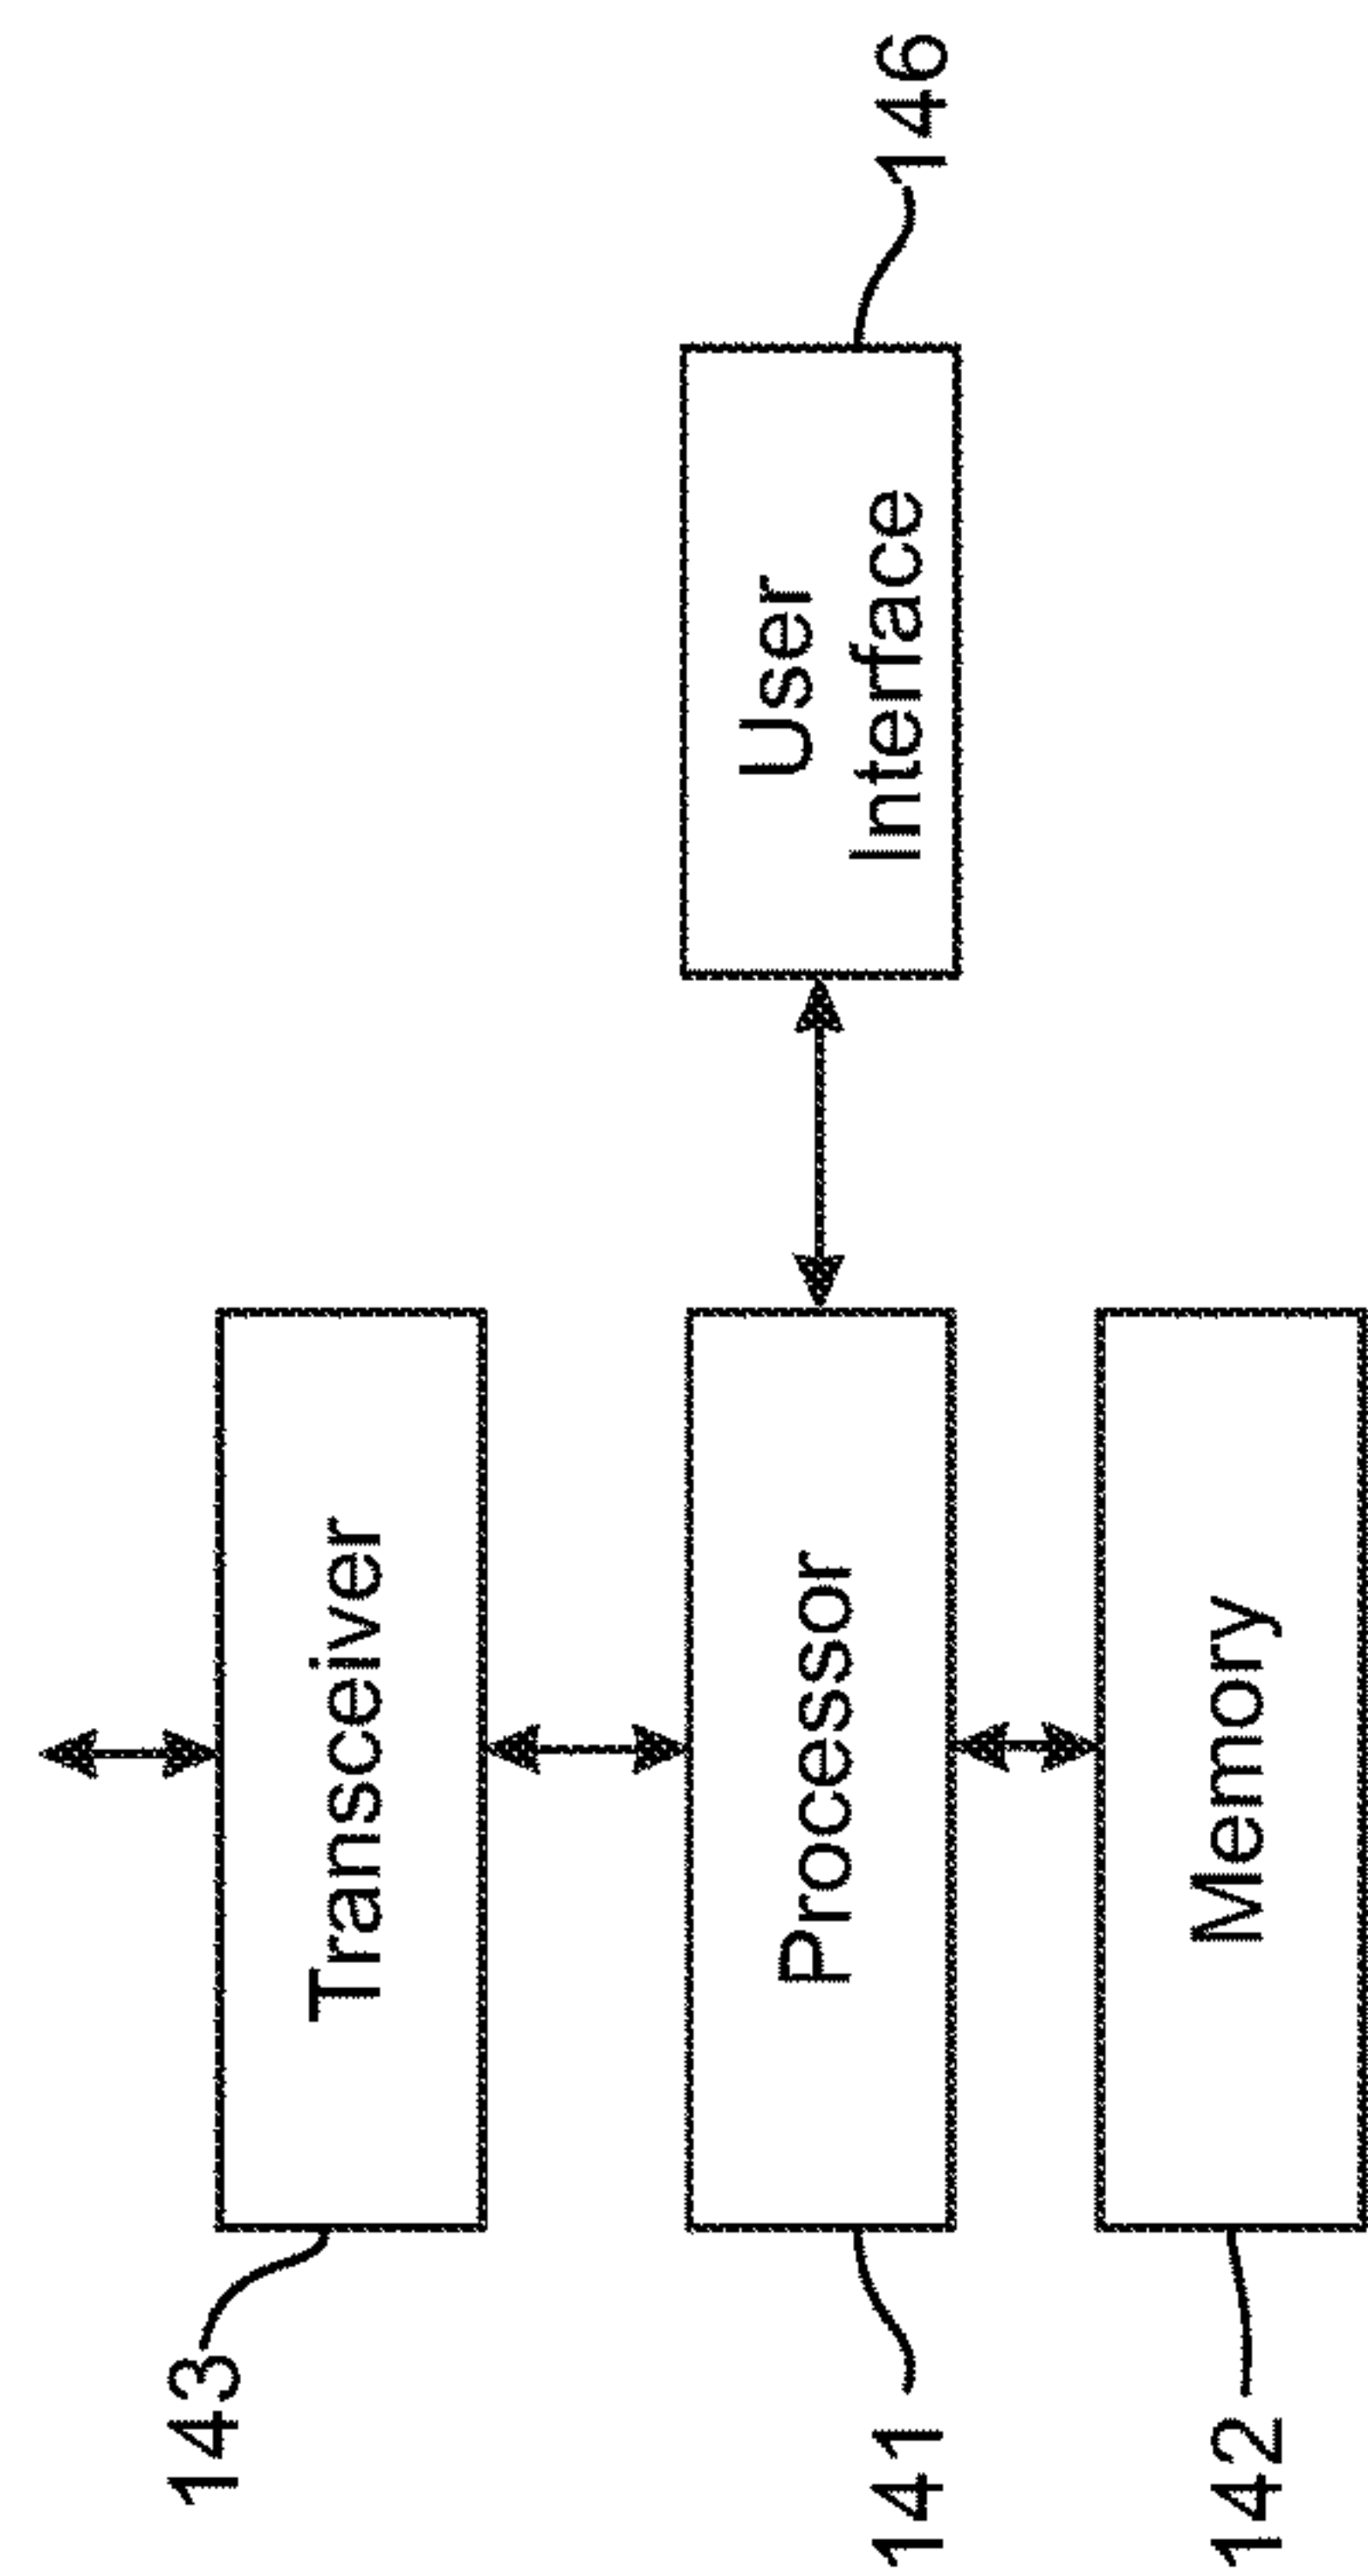 143
Transceiver
141
Processor
User
Interface
146
142
Memory